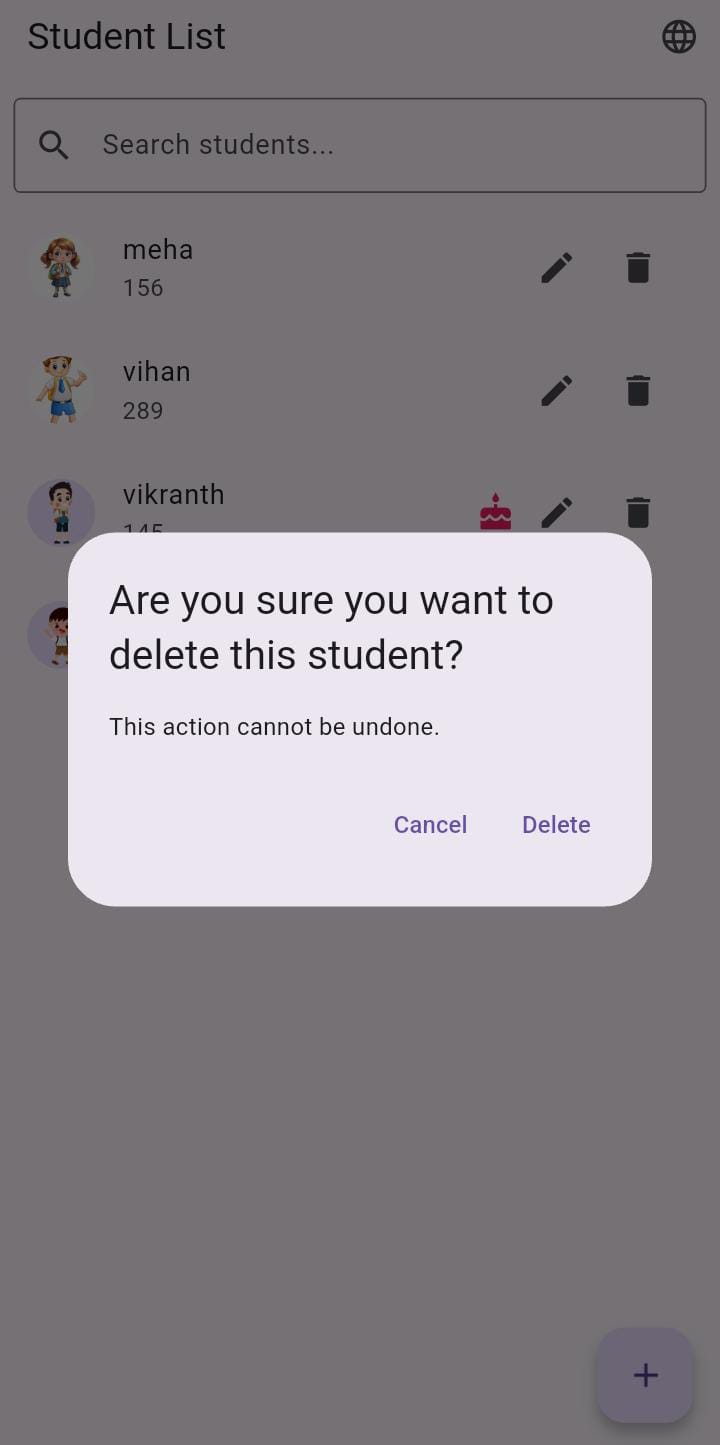 Student List
Search students...
meha
156
vihan
289
vikranth
145
Are you sure you want to
delete this student?
This action cannot be undone.
Cancel Delete